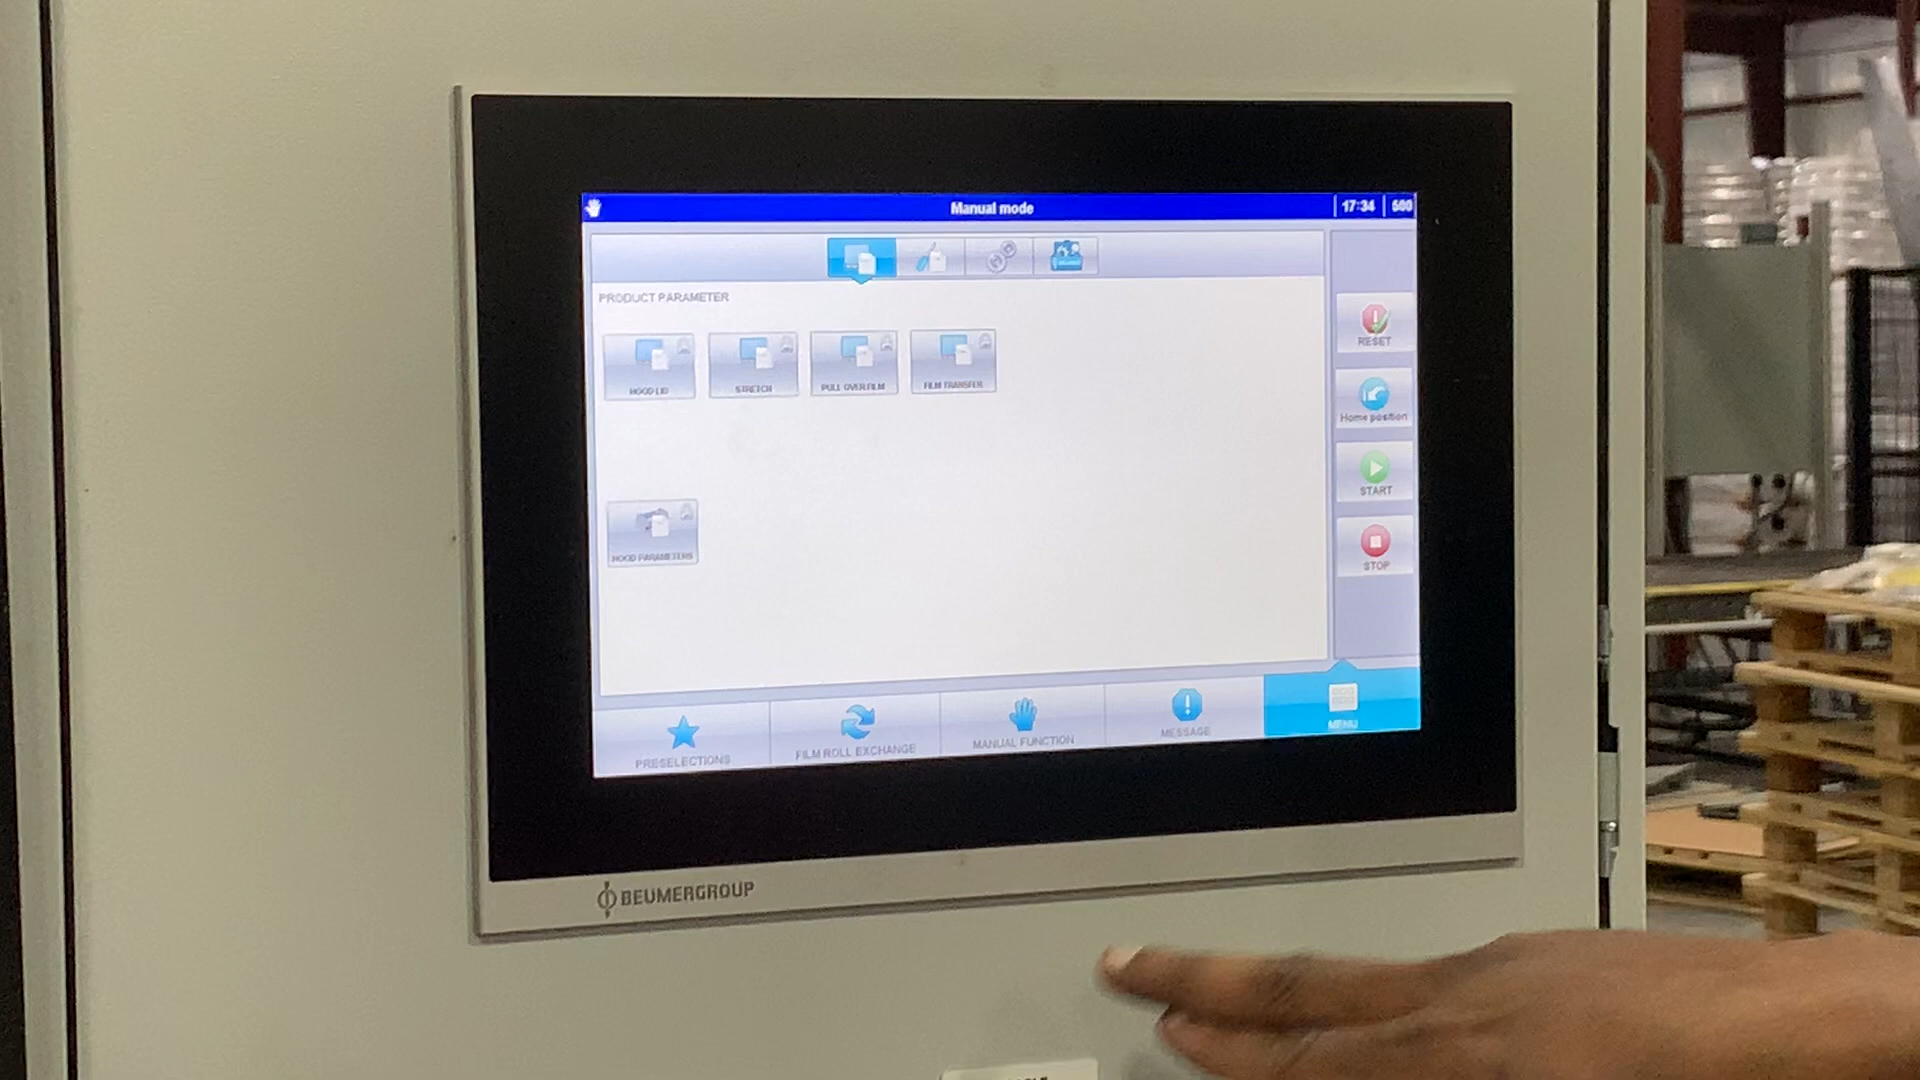 Manual mode
17:34
600
PRODUCT PARAMETER
HOOD LID
STRETCH
PULL OVER FILM
FILM TRANSFER
HOOD PARAMETERS
RESET
Home position
START
STOP
PRESELECTIONS
FILM ROLL EXCHANGE
MANUAL FUNCTION
MESSAGE
MENU
BEUMERGROUP